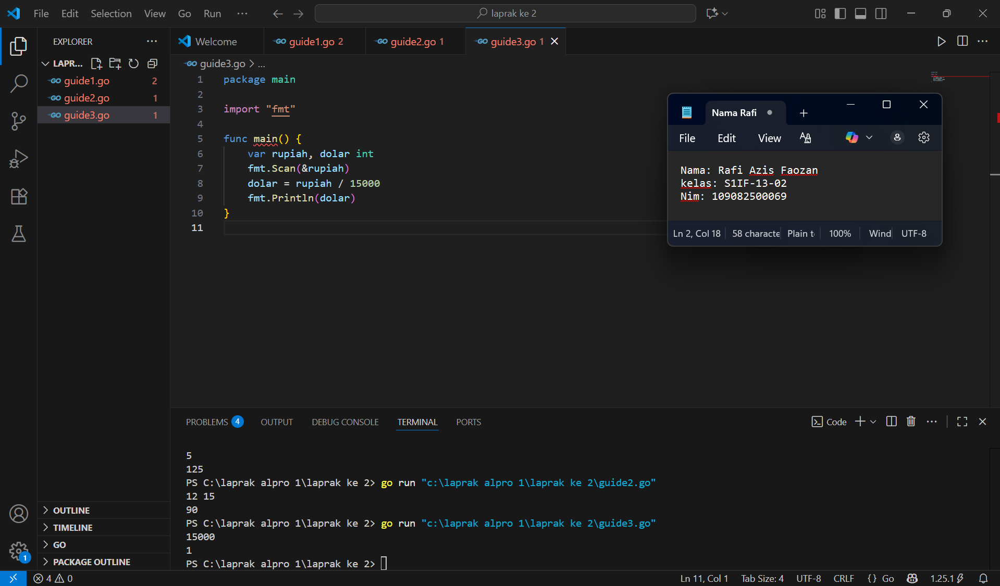 File Edit Selection View Go Run ... laprak ke 2
EXPLORER ...
LAPR...
guide1.go 2
guide2.go 1
guide3.go 1
OUTLINE
TIMELINE
GO
PACKAGE OUTLINE
1
Welcome GO guide1.go 2 GO guide2.go 1 GO guide3.go 1
GO guide3.go > ...
1 package main
2
3 import "fmt"
4
5 func main() {
6 var rupiah, dolar int
7 fmt.Scan(&rupiah)
8 dolar = rupiah / 15000
9 fmt.Println(dolar)
10 }
11
Nama Rafi
File Edit View
Nama: Rafi Azis Faozan
kelas: S1IF-13-02
Nim: 109082500069
Ln 2, Col 18 58 characte Plain t 100% Wind UTF-8
PROBLEMS 4 OUTPUT DEBUG CONSOLE TERMINAL PORTS Code
5
125
PS C:\laprak alpro 1\laprak ke 2> go run "c:\laprak alpro 1\laprak ke 2\guide2.go"
12 15
90
PS C:\laprak alpro 1\laprak ke 2> go run "c:\laprak alpro 1\laprak ke 2\guide3.go"
15000
1
PS C:\laprak alpro 1\laprak ke 2>
4 0 Ln 11, Col 1 Tab Size: 4 UTF-8 CRLF {} Go 1.25.1